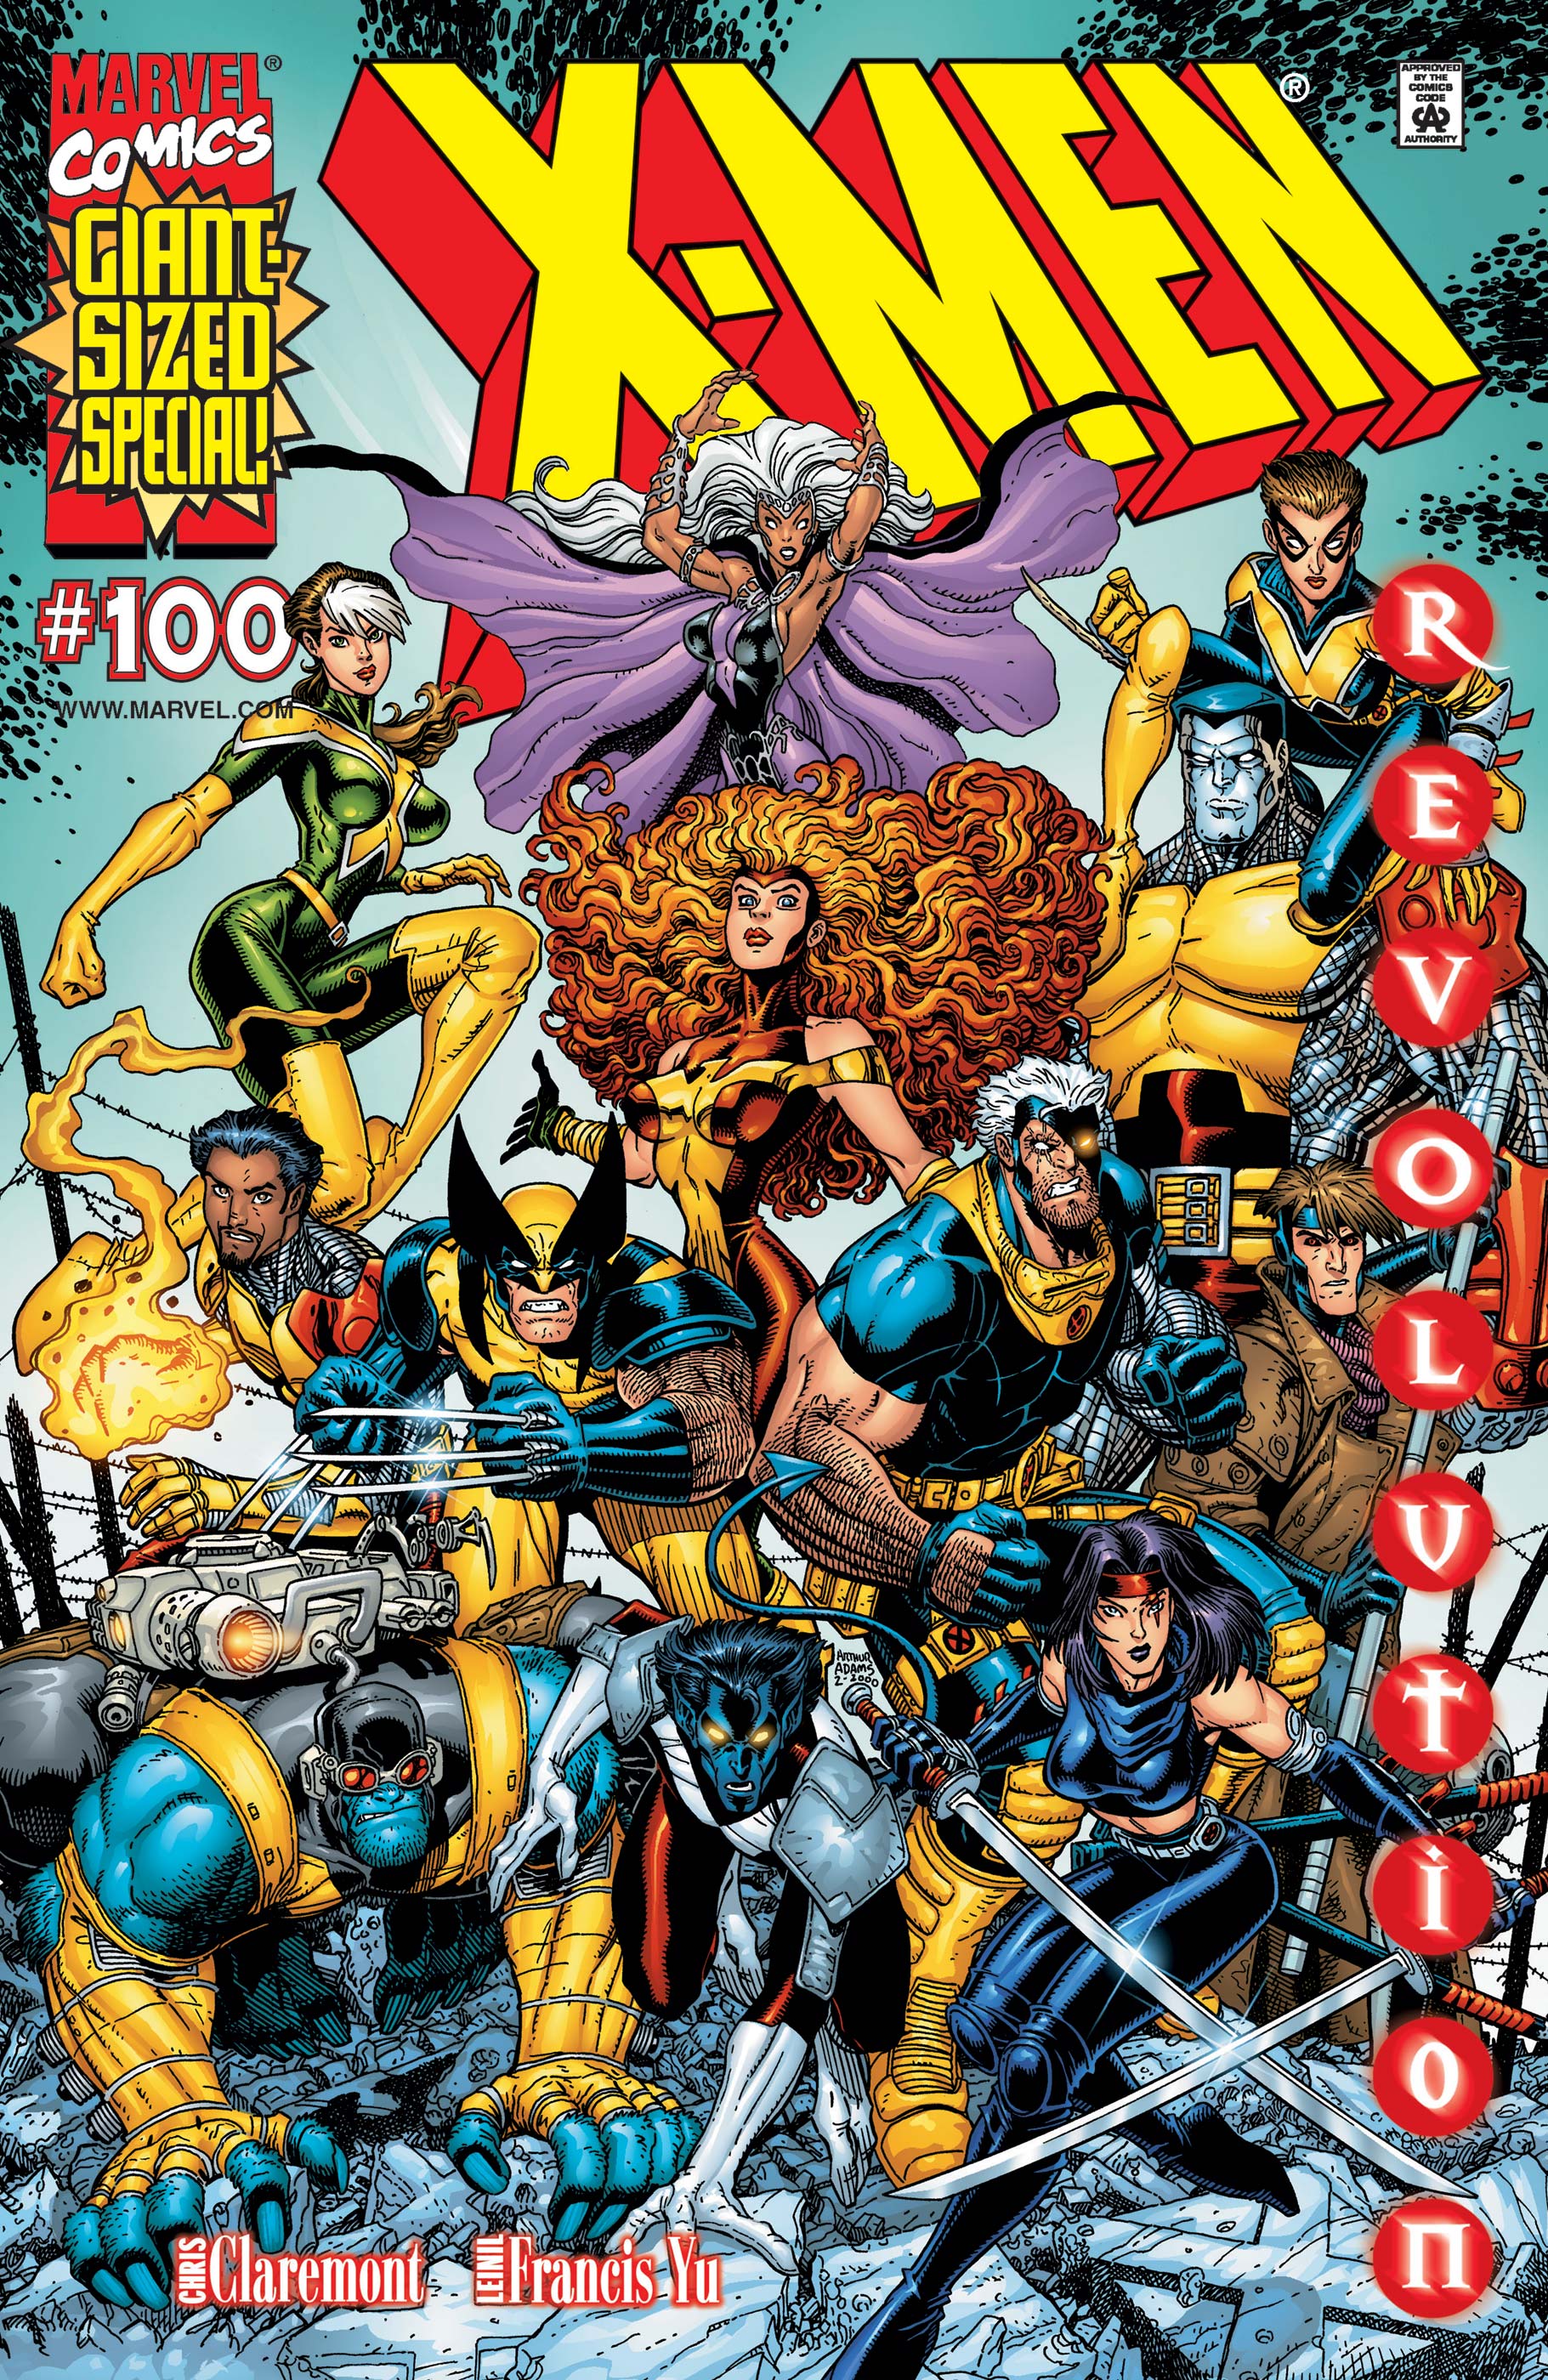 MARVEL®
COMICS
GIANT-
SIZED
SPECIAL!
#100
WWW.MARVEL.COM
X-MEN®
APPROVED
BY THE
COMICS
CODE
CA
AUTHORITY
REVOLUTION
ARTHUR
ADAMS
2-2000
CHRIS Claremont
LEINIL Francis Yu